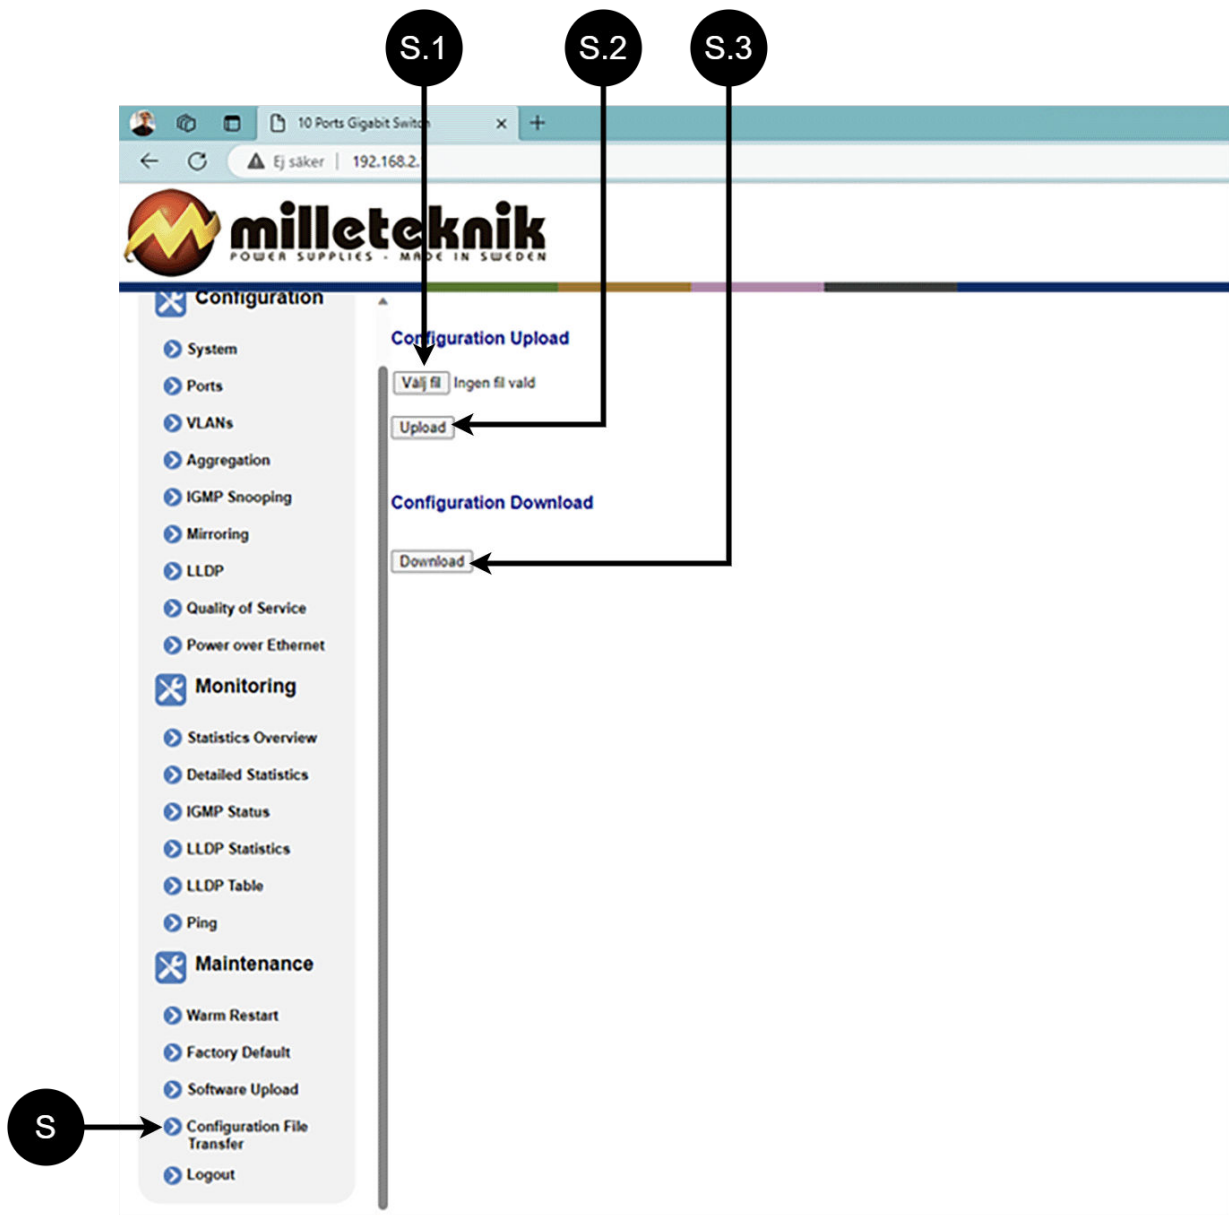 S.1 S.2 S.3
10 Ports Gigabit Switch
Ej säker 192.168.2.
milleteknik
POWER SUPPLIES - MADE IN SWEDEN
Configuration
System
Ports
VLANs
Aggregation
IGMP Snooping
Mirroring
LLDP
Quality of Service
Power over Ethernet
Monitoring
Statistics Overview
Detailed Statistics
IGMP Status
LLDP Statistics
LLDP Table
Ping
Maintenance
Warm Restart
Factory Default
Software Upload
S
Configuration File
Transfer
Logout
Configuration Upload
Välj fil Ingen fil vald
Upload
Configuration Download
Download